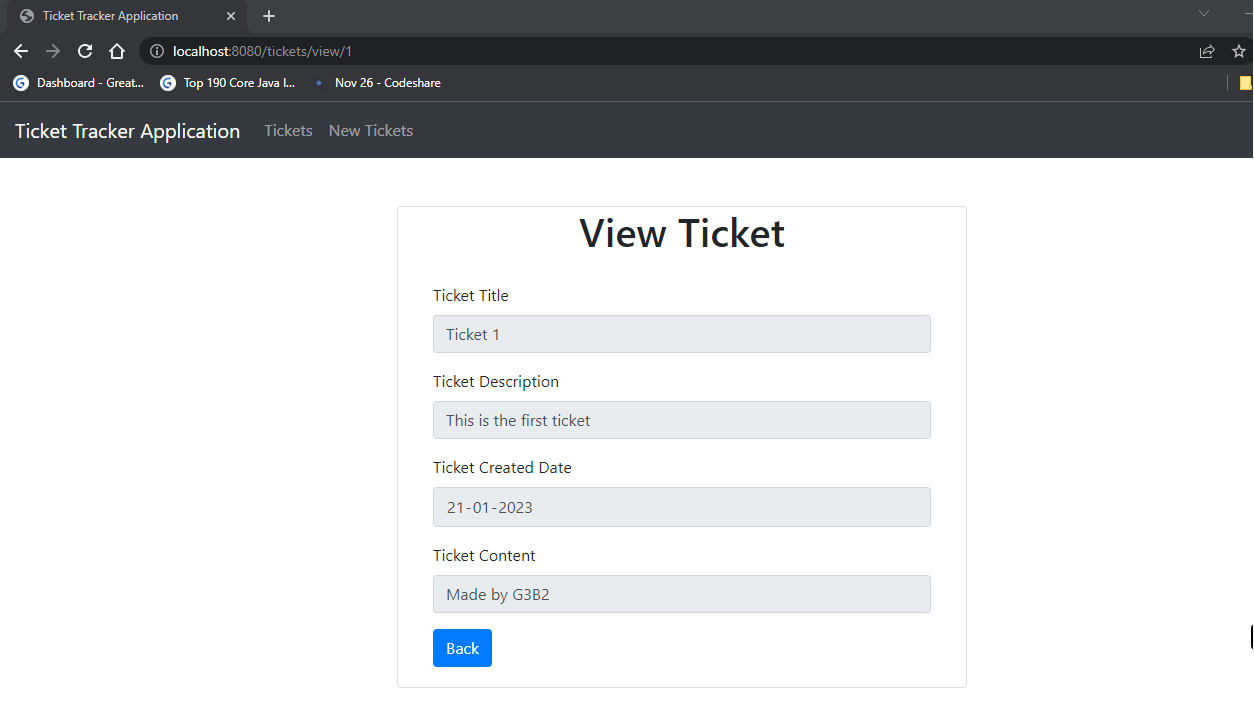 Ticket Tracker Application
localhost:8080/tickets/view/1
Dashboard - Great... Top 190 Core Java I... Nov 26 - Codeshare
Ticket Tracker Application Tickets New Tickets
View Ticket
Ticket Title
Ticket 1
Ticket Description
This is the first ticket
Ticket Created Date
21-01-2023
Ticket Content
Made by G3B2
Back